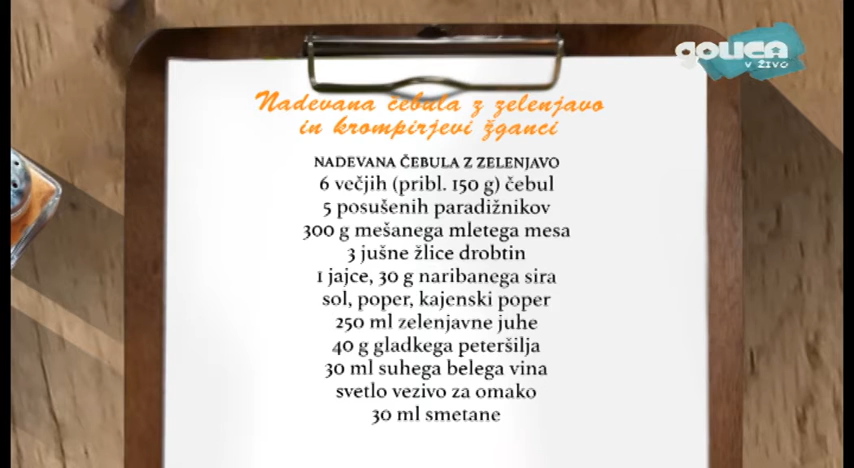 GOLICA
V ŽIVO
Nadevana čebula z zelenjavo
in krompirjevi žganci
NADEVANA ČEBULA Z ZELENJAVO
6 večjih (pribl. 150 g) čebul
5 posušenih paradižnikov
300 g mešanega mletega mesa
3 jušne žlice drobtin
1 jajce, 30 g naribanega sira
sol, poper, kajenski poper
250 ml zelenjavne juhe
40 g gladkega peteršilja
30 ml suhega belega vina
svetlo vezivo za omako
30 ml smetane